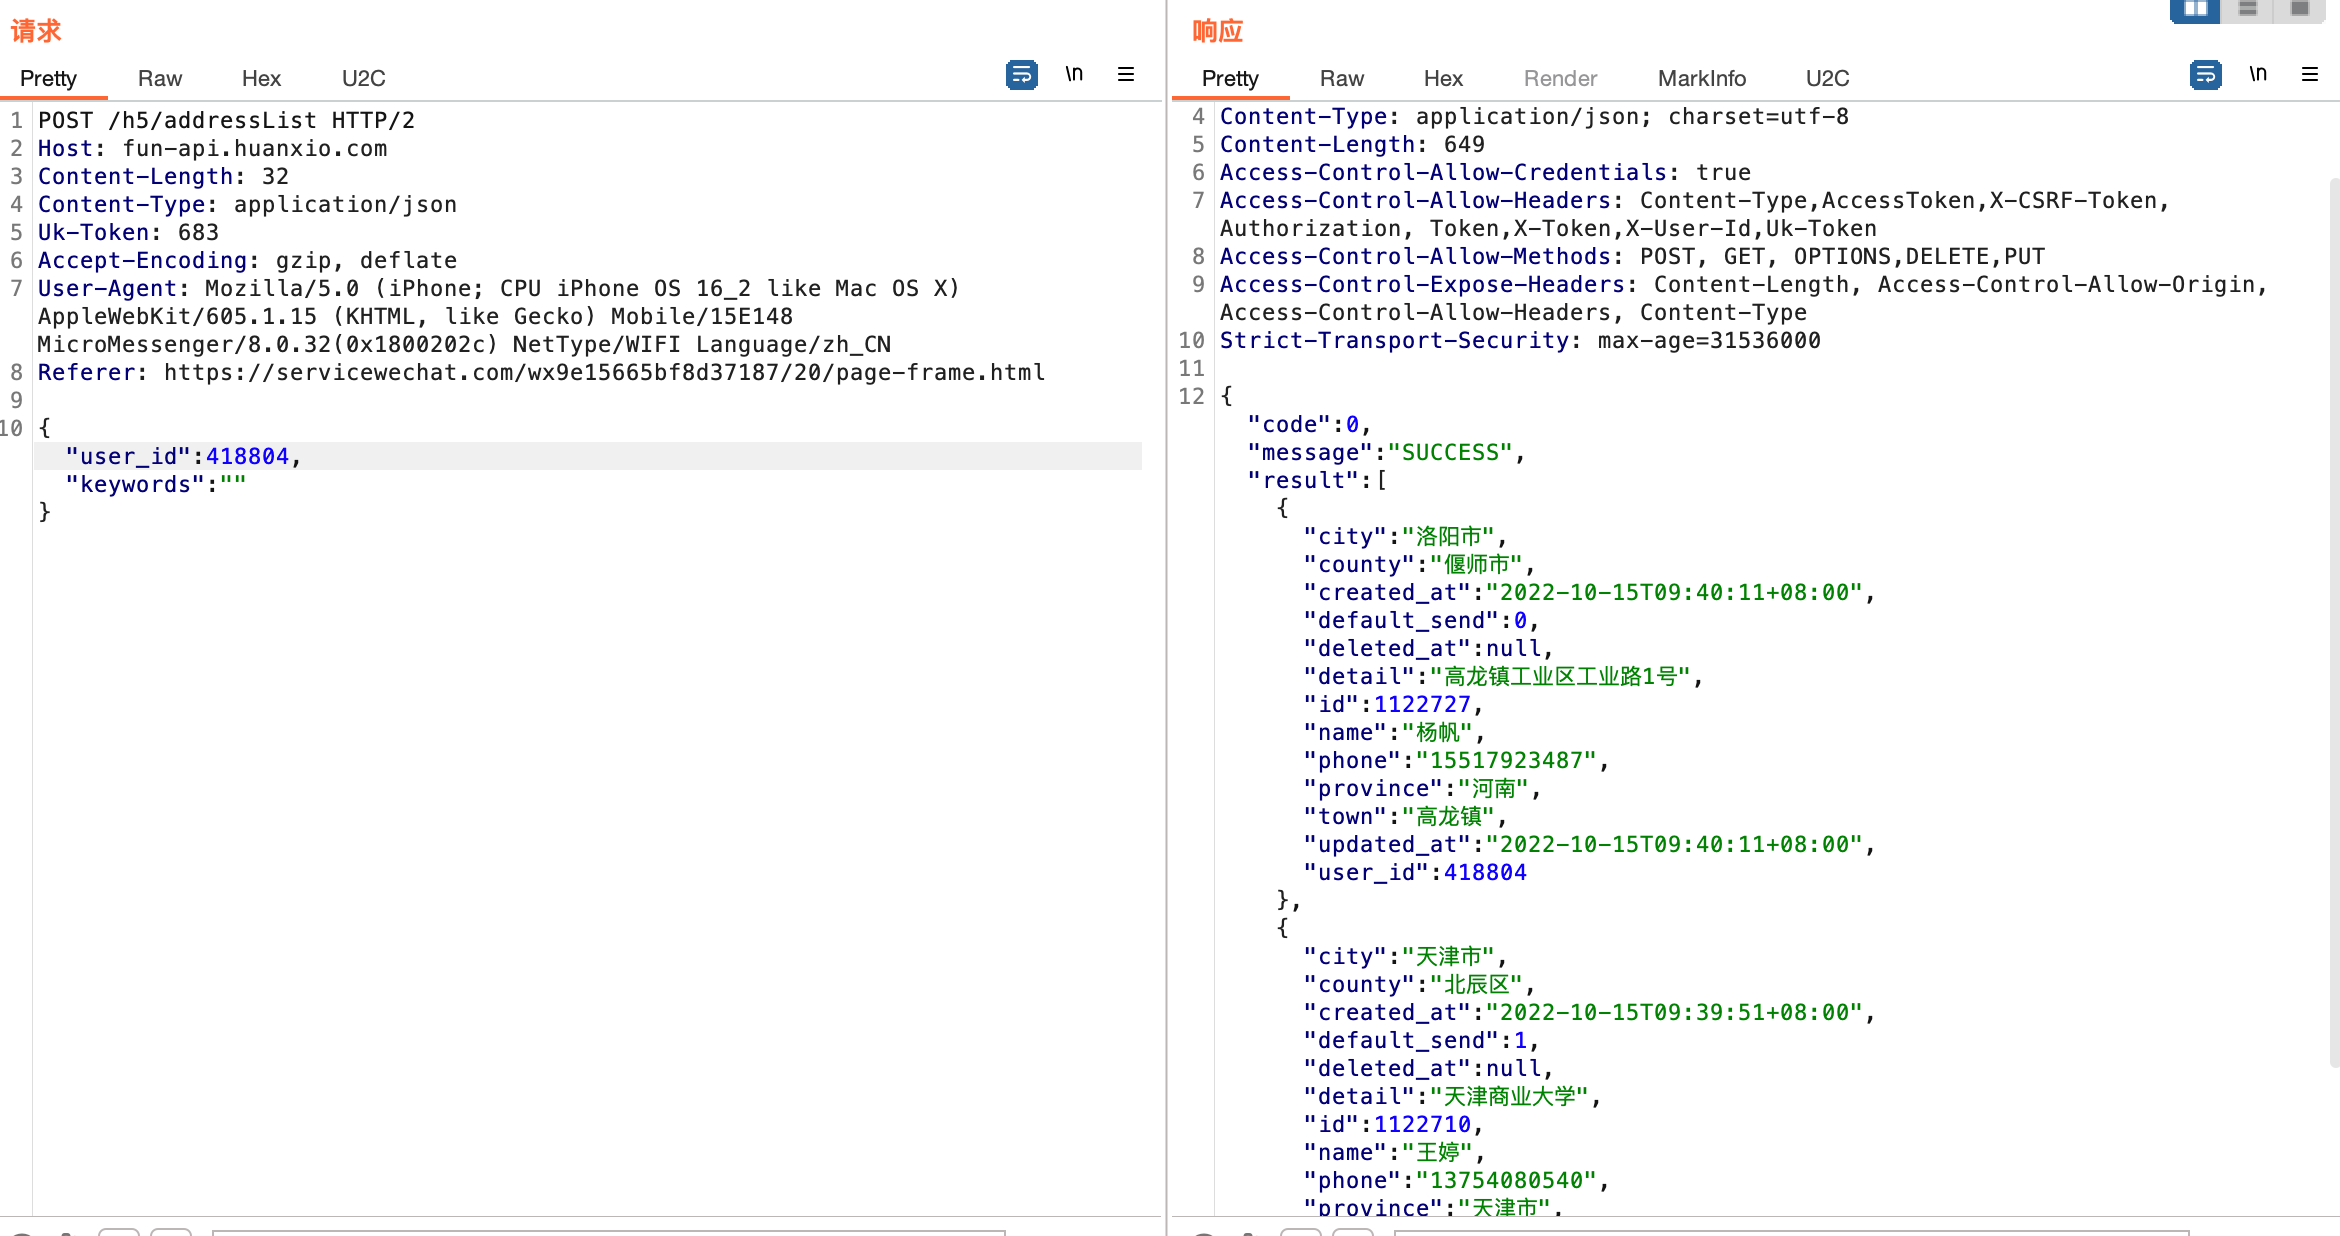 请求
Pretty Raw Hex U2C \n
1 POST /h5/addressList HTTP/2
2 Host: fun-api.huanxio.com
3 Content-Length: 32
4 Content-Type: application/json
5 Uk-Token: 683
6 Accept-Encoding: gzip, deflate
7 User-Agent: Mozilla/5.0 (iPhone; CPU iPhone OS 16_2 like Mac OS X)
AppleWebKit/605.1.15 (KHTML, like Gecko) Mobile/15E148
MicroMessenger/8.0.32(0x1800202c) NetType/WIFI Language/zh_CN
8 Referer: https://servicewechat.com/wx9e15665bf8d37187/20/page-frame.html
9
10 {
"user_id":418804,
"keywords":""
}
响应
Pretty Raw Hex Render MarkInfo U2C \n
4 Content-Type: application/json; charset=utf-8
5 Content-Length: 649
6 Access-Control-Allow-Credentials: true
7 Access-Control-Allow-Headers: Content-Type,AccessToken,X-CSRF-Token,
Authorization, Token,X-Token,X-User-Id,Uk-Token
8 Access-Control-Allow-Methods: POST, GET, OPTIONS,DELETE,PUT
9 Access-Control-Expose-Headers: Content-Length, Access-Control-Allow-Origin,
Access-Control-Allow-Headers, Content-Type
10 Strict-Transport-Security: max-age=31536000
11
12 {
"code":0,
"message":"SUCCESS",
"result":[
{
"city":"洛阳市",
"county":"偃师市",
"created_at":"2022-10-15T09:40:11+08:00",
"default_send":0,
"deleted_at":null,
"detail":"高龙镇工业区工业路1号",
"id":1122727,
"name":"杨帆",
"phone":"15517923487",
"province":"河南",
"town":"高龙镇",
"updated_at":"2022-10-15T09:40:11+08:00",
"user_id":418804
},
{
"city":"天津市",
"county":"北辰区",
"created_at":"2022-10-15T09:39:51+08:00",
"default_send":1,
"deleted_at":null,
"detail":"天津商业大学",
"id":1122710,
"name":"王婷",
"phone":"13754080540",
"province":"天津市",